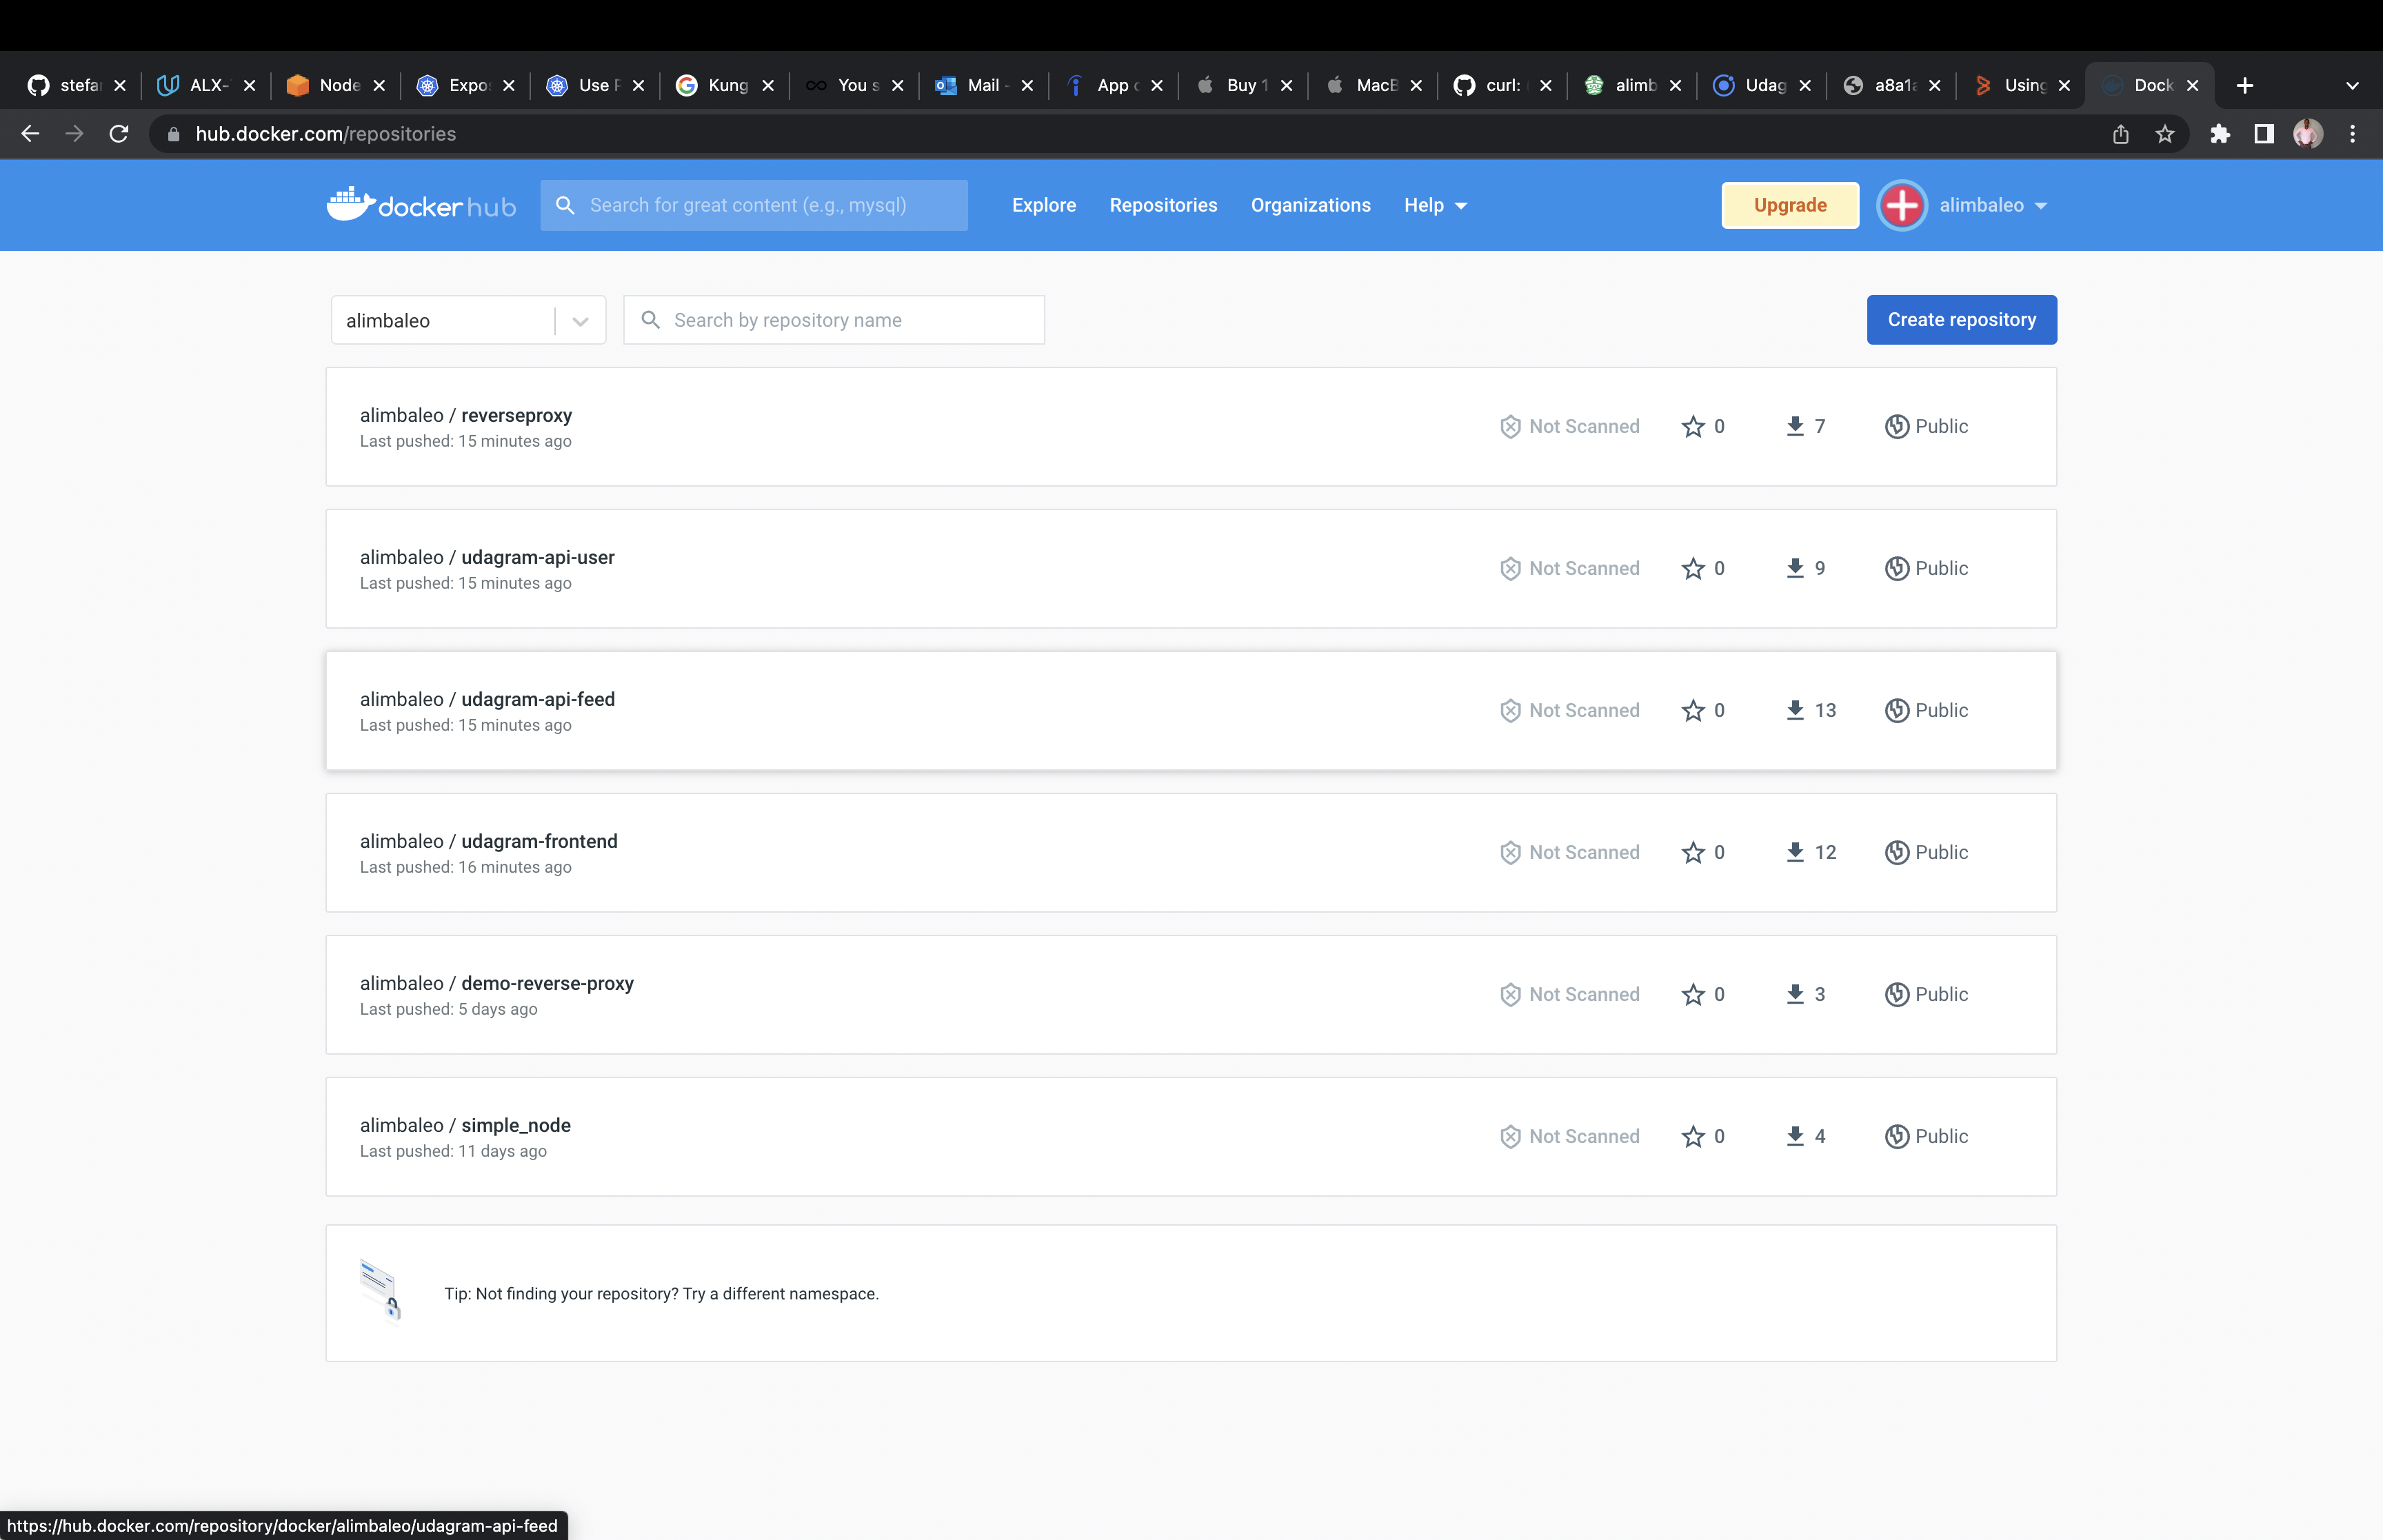 stefa
ALX-
Node
Expo
Use
Kung
You s
Mail -
App
Buy 1
MacB
curl:
alimb
Udag
a8a1
Using
Dock
hub.docker.com/repositories
docker hub
Search for great content (e.g., mysql)
Explore
Repositories
Organizations
Help
Upgrade
alimbaleo
alimbaleo
Search by repository name
Create repository
alimbaleo / reverseproxy
Last pushed: 15 minutes ago
Not Scanned
0
7
Public
alimbaleo / udagram-api-user
Last pushed: 15 minutes ago
Not Scanned
0
9
Public
alimbaleo / udagram-api-feed
Last pushed: 15 minutes ago
Not Scanned
0
13
Public
alimbaleo / udagram-frontend
Last pushed: 16 minutes ago
Not Scanned
0
12
Public
alimbaleo / demo-reverse-proxy
Last pushed: 5 days ago
Not Scanned
0
3
Public
alimbaleo / simple_node
Last pushed: 11 days ago
Not Scanned
0
4
Public
Tip: Not finding your repository? Try a different namespace.
https://hub.docker.com/repository/docker/alimbaleo/udagram-api-feed